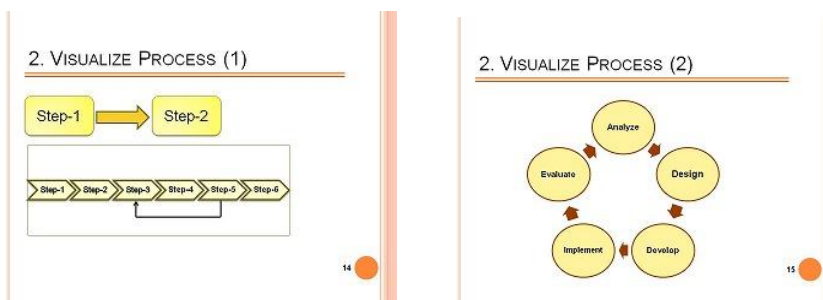 2. VISUALIZE PROCESS (1)
Step-1 Step-2
Step-1 Step-2 Step-3 Step-4 Step-5 Step-6
14
2. VISUALIZE PROCESS (2)
Analyze
Design
Develop
Implement
Evaluate
15